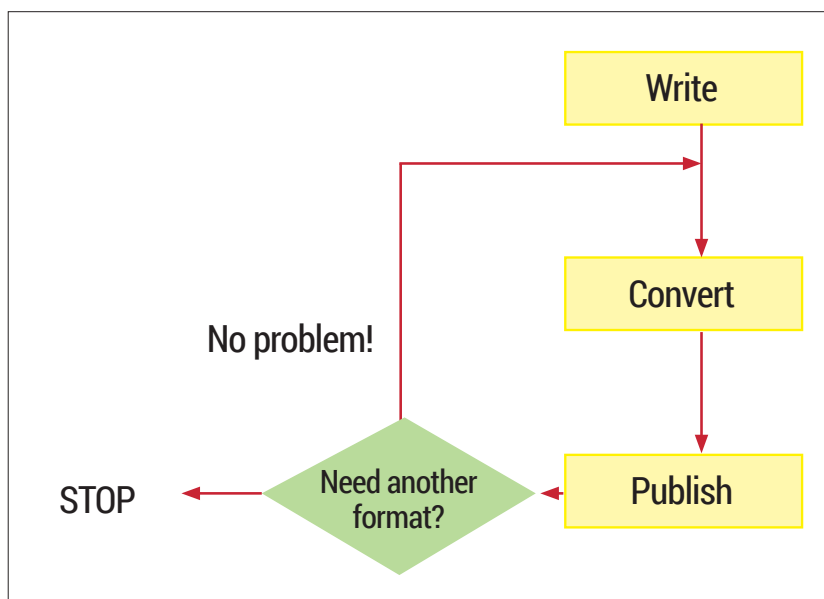 Write
Convert
No problem!
Need another
format?
Publish
STOP